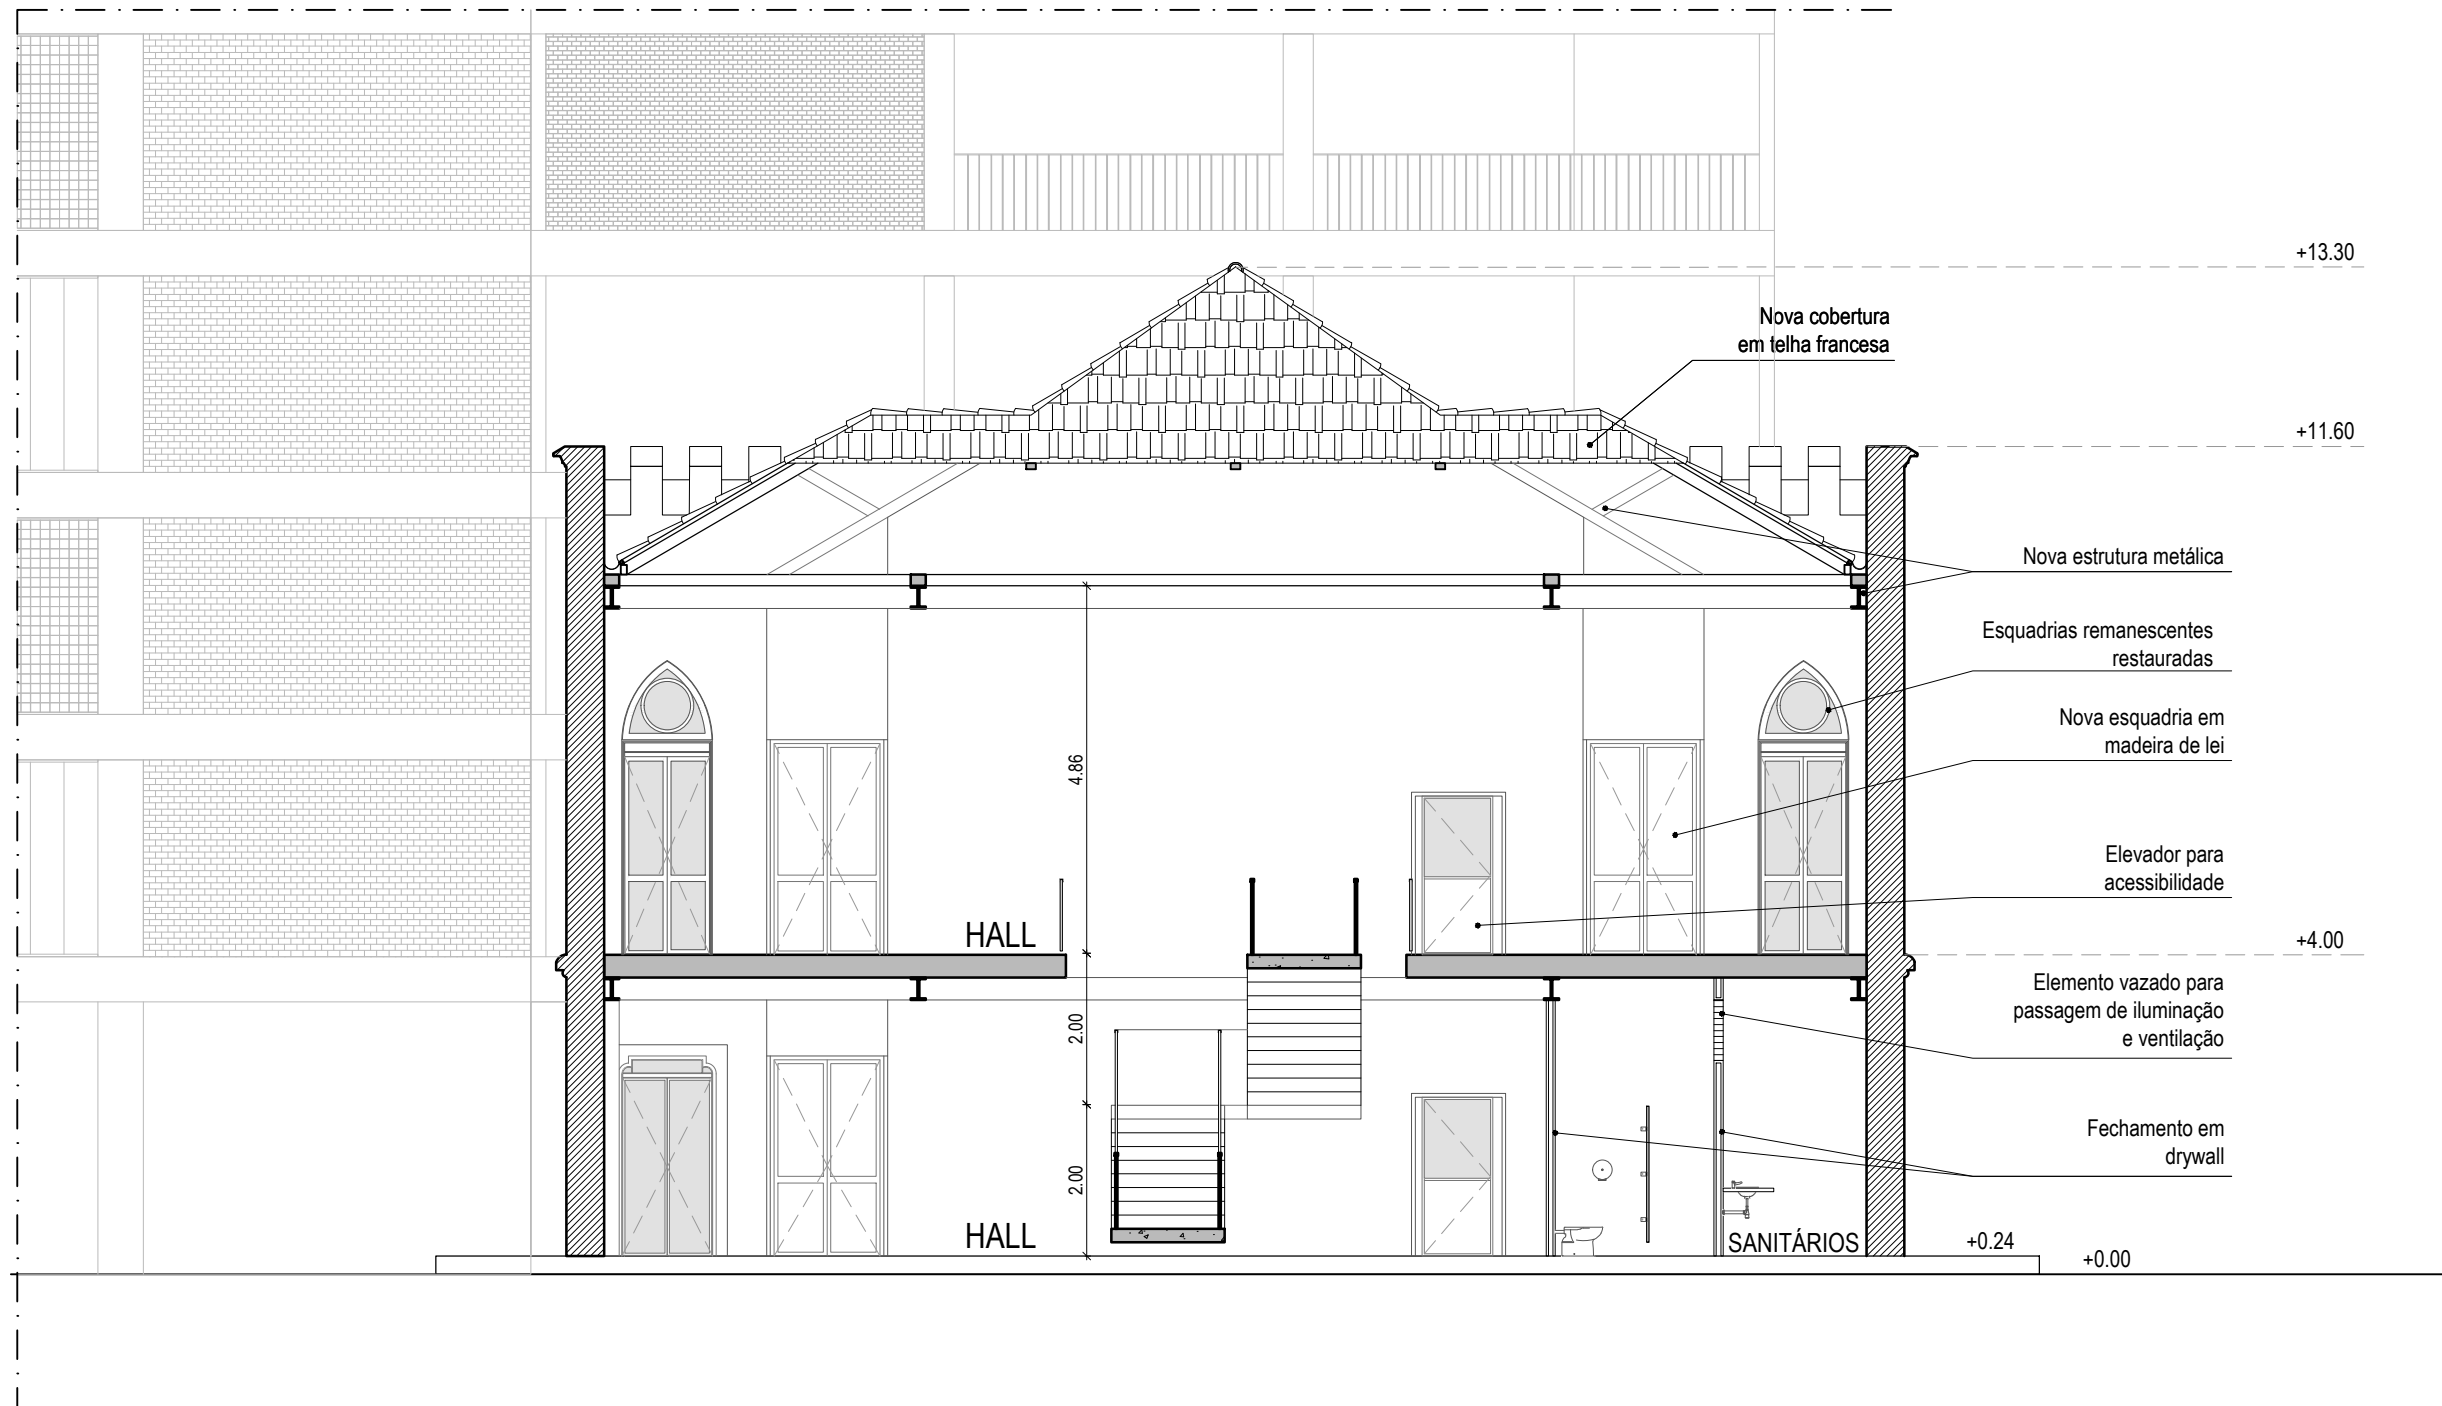 +13.30
Nova cobertura
em telha francesa
+11.60
Nova estrutura metálica
Esquadrias remanescentes
restauradas
Nova esquadria em
madeira de lei
4.86
Elevador para
acessibilidade
HALL
+4.00
Elemento vazado para
passagem de iluminação
e ventilação
2.00
Fechamento em
drywall
2.00
HALL
SANITÁRIOS
+0.24
+0.00